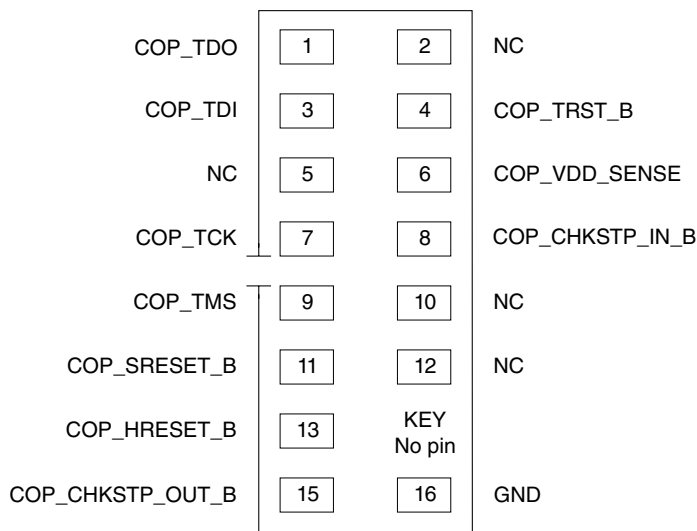 COP_TDO 1 2 NC
COP_TDI 3 4 COP_TRST_B
NC 5 6 COP_VDD_SENSE
COP_TCK 7 8 COP_CHKSTP_IN_B
COP_TMS 9 10 NC
COP_SRESET_B 11 12 NC
COP_HRESET_B 13 KEY
No pin
COP_CHKSTP_OUT_B 15 16 GND